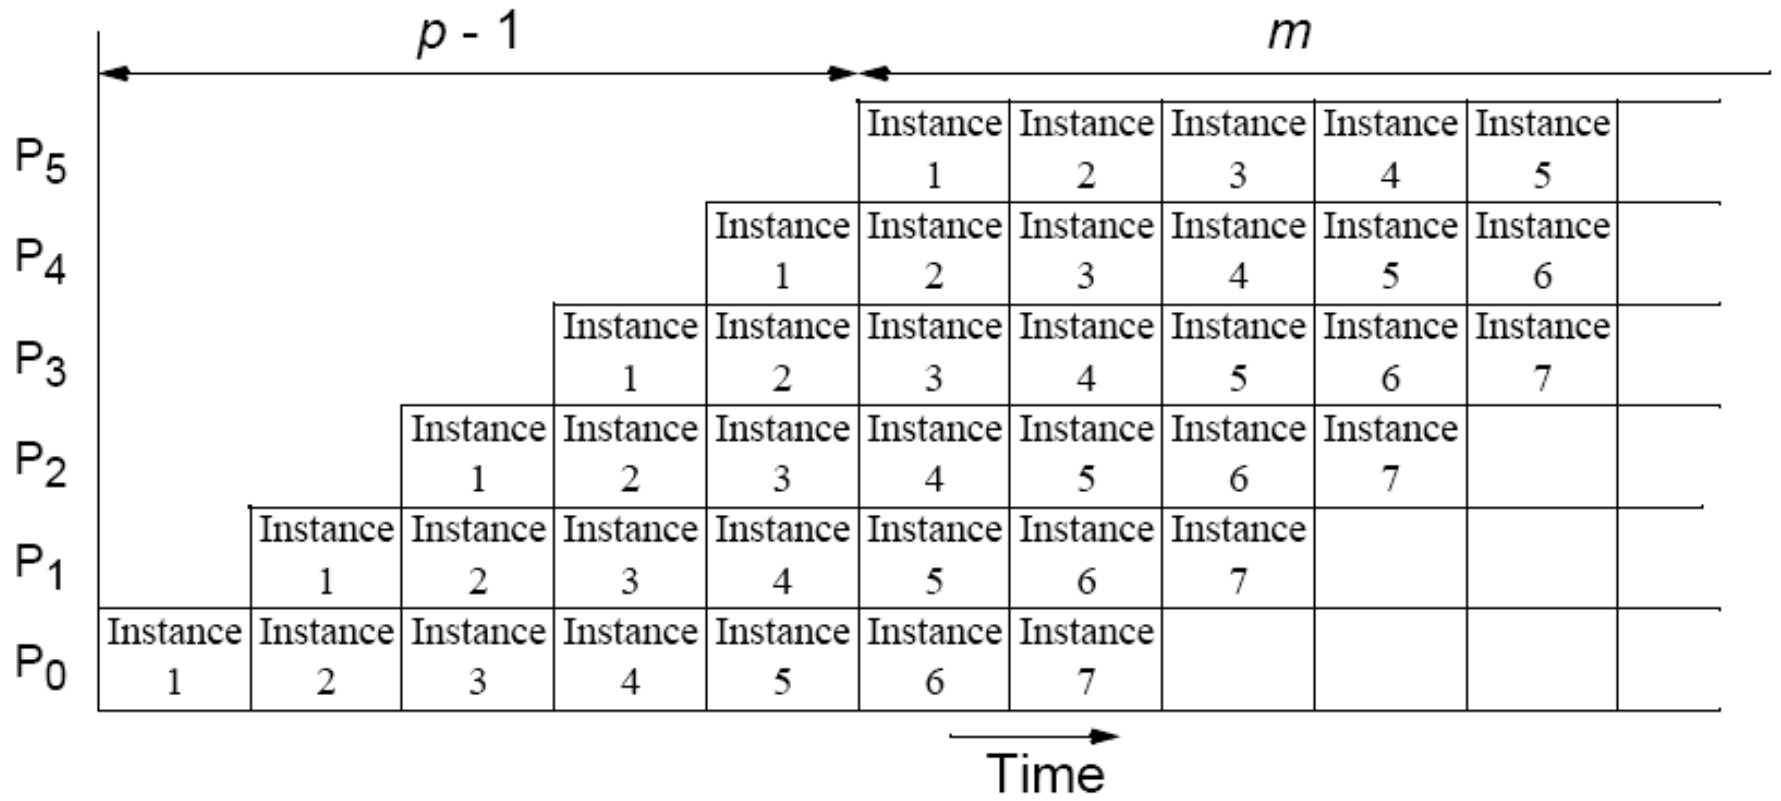 p - 1 m
P5 Instance Instance Instance Instance Instance
1 2 3 4 5
P4 Instance Instance Instance Instance Instance Instance
1 2 3 4 5 6
P3 Instance Instance Instance Instance Instance Instance Instance
1 2 3 4 5 6 7
P2 Instance Instance Instance Instance Instance Instance Instance
1 2 3 4 5 6 7
P1 Instance Instance Instance Instance Instance Instance Instance
1 2 3 4 5 6 7
P0 Instance Instance Instance Instance Instance Instance Instance
1 2 3 4 5 6 7
Time